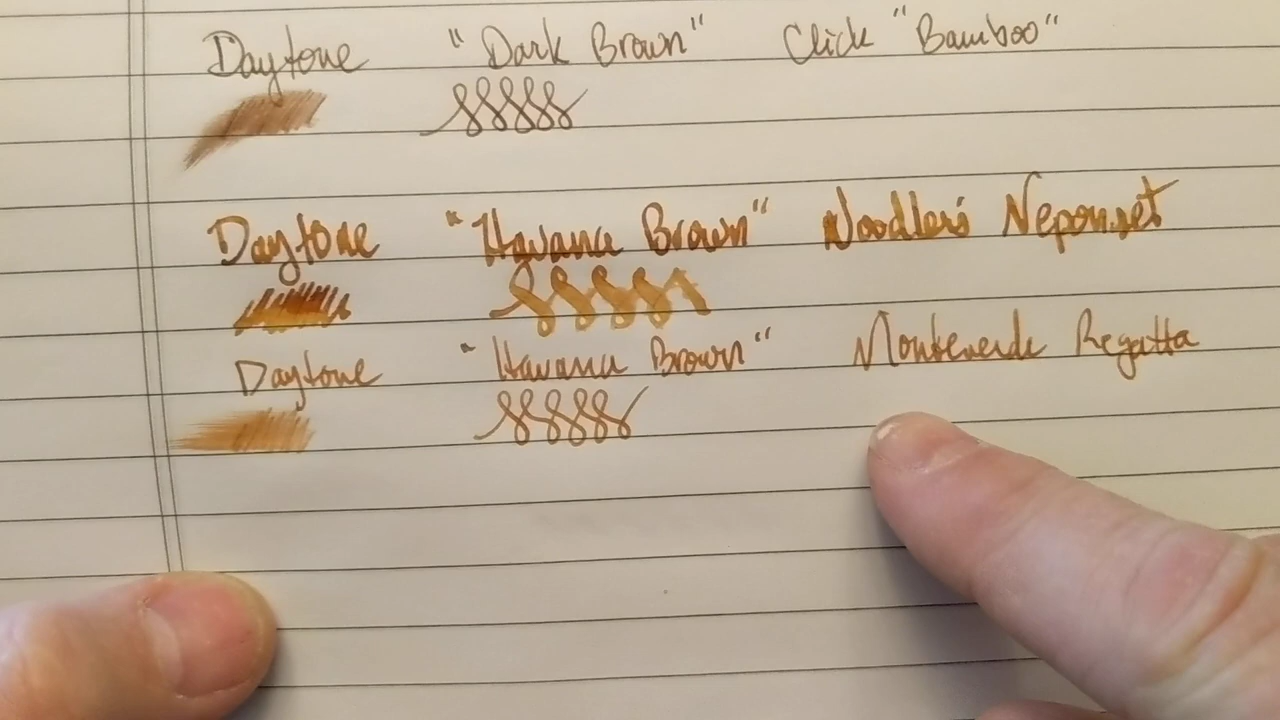 Daytone "Dark Brown" Click "Bamboo"
Daytone "Havana Brown" Noodler's Neponset
Daytone "Havana Brown" Monteverde Regatta